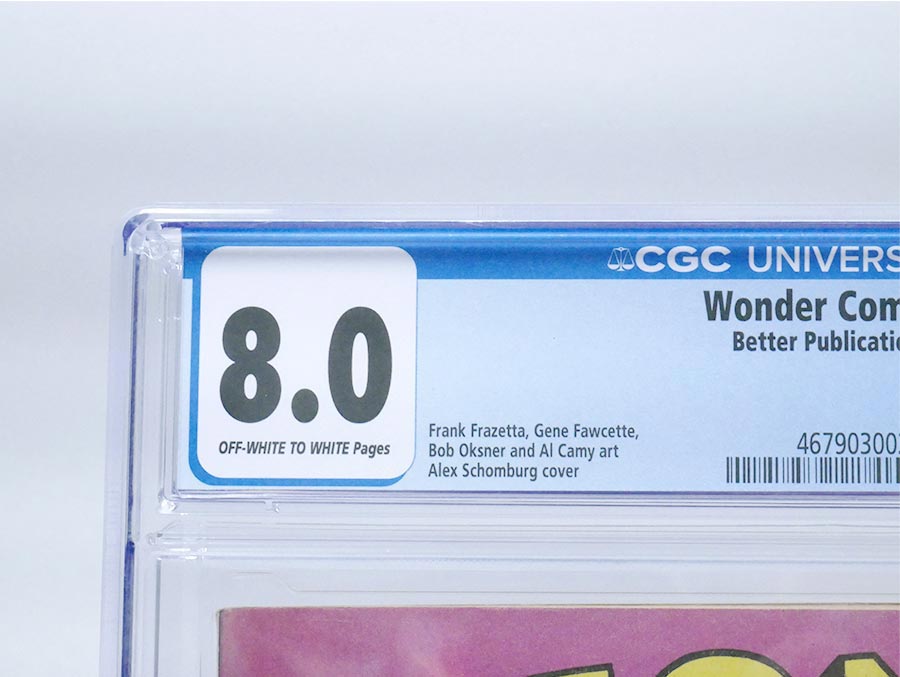 CGC UNIVERS
Wonder Com
Better Publicatio
8.0
OFF-WHITE TO WHITE Pages
Frank Frazetta, Gene Fawcette,
Bob Oksner and Al Camy art
Alex Schomburg cover
46790300